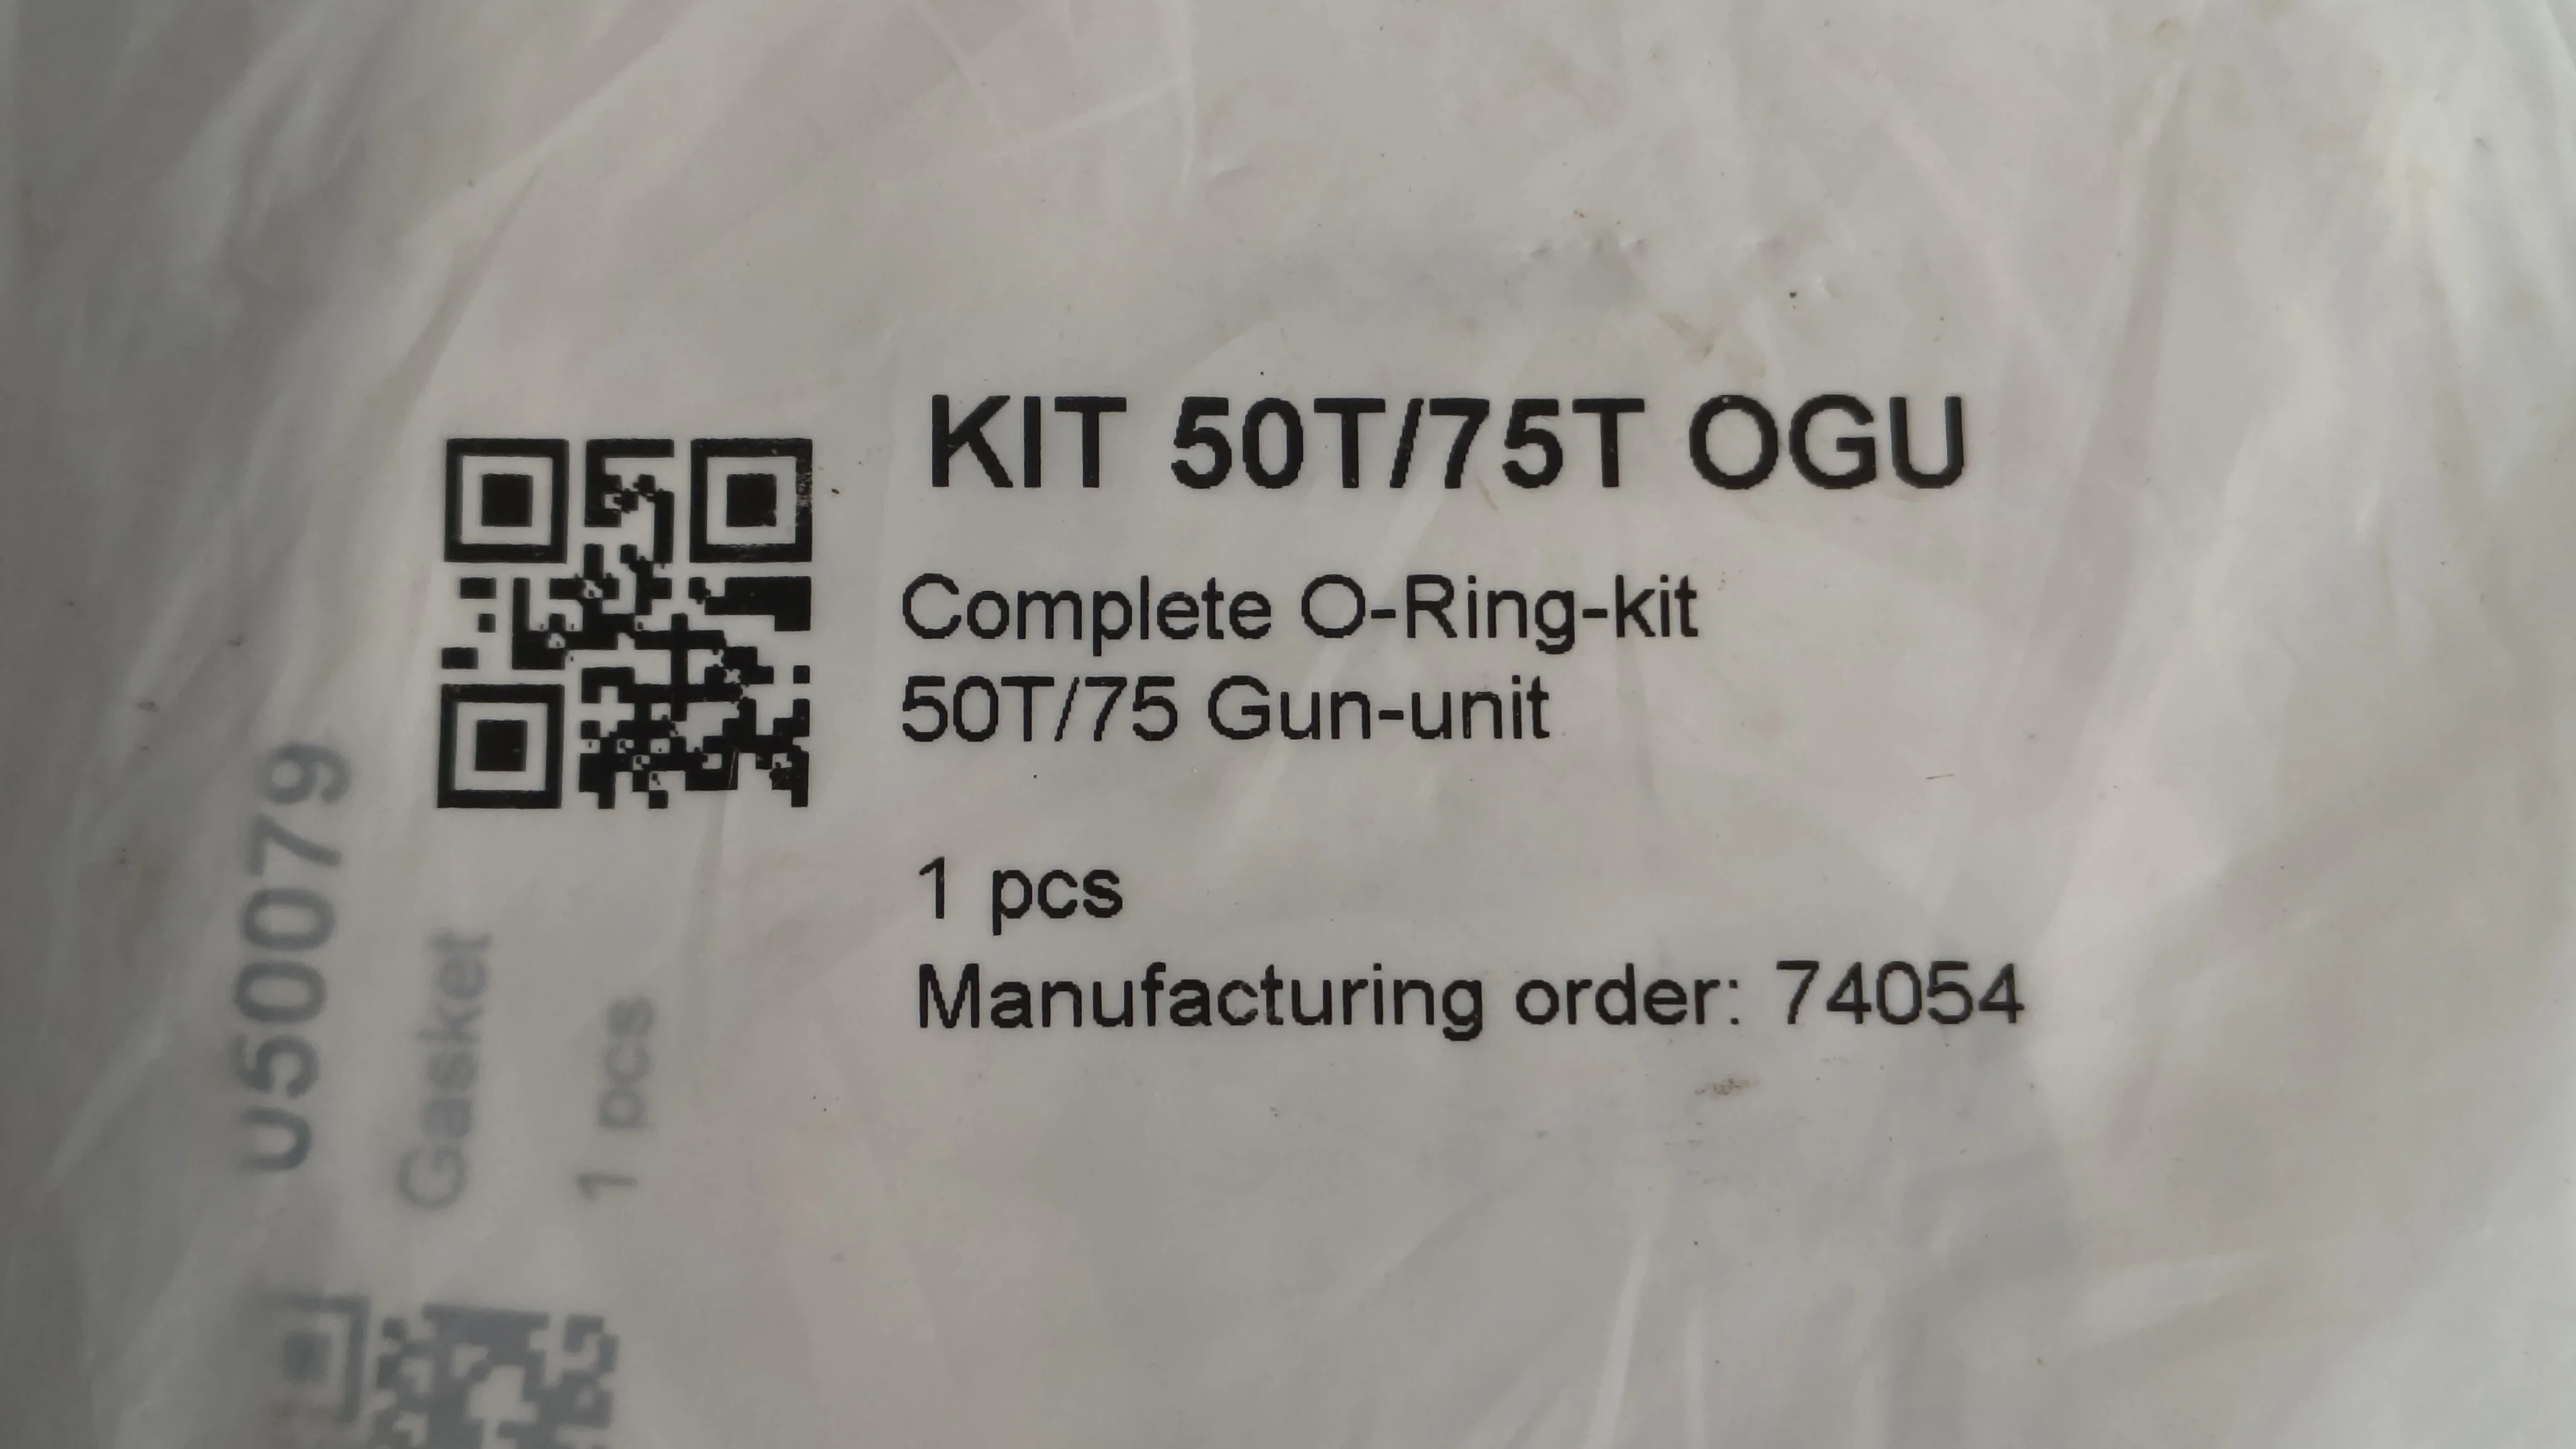 KIT 50T/75T OGU
Complete O-Ring-kit
50T/75 Gun-unit
1 pcs
Manufacturing order: 74054
050079
Gasket
1 pcs